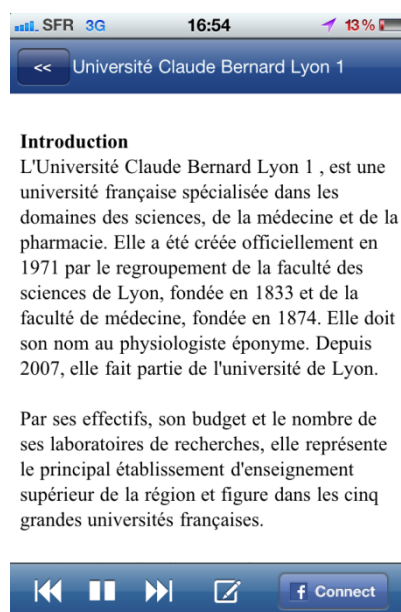 SFR 3G 16:54 13 %
<< Université Claude Bernard Lyon 1
Introduction
L'Université Claude Bernard Lyon 1 , est une
université française spécialisée dans les
domaines des sciences, de la médecine et de la
pharmacie. Elle a été créée officiellement en
1971 par le regroupement de la faculté des
sciences de Lyon, fondée en 1833 et de la
faculté de médecine, fondée en 1874. Elle doit
son nom au physiologiste éponyme. Depuis
2007, elle fait partie de l'université de Lyon.
Par ses effectifs, son budget et le nombre de
ses laboratoires de recherches, elle représente
le principal établissement d'enseignement
supérieur de la région et figure dans les cinq
grandes universités françaises.
f Connect